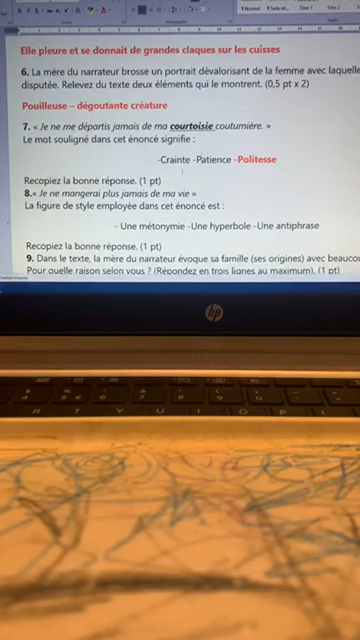 Elle pleure et se donnait de grandes claques sur les cuisses
6. La mère du narrateur brosse un portrait dévalorisant de la femme avec laquelle
disputée. Relevez du texte deux éléments qui le montrent. (0,5 pt x 2)
Pouilleuse – dégoutante créature
7. « Je ne me départis jamais de ma courtoisie coutumière. »
Le mot souligné dans cet énoncé signifie :
-Crainte -Patience -Politesse
Recopiez la bonne réponse. (1 pt)
8.« Je ne mangerai plus jamais de ma vie »
La figure de style employée dans cet énoncé est :
- Une métonymie -Une hyperbole -Une antiphrase
Recopiez la bonne réponse. (1 pt)
9. Dans le texte, la mère du narrateur évoque sa famille (ses origines) avec beaucou
Pour quelle raison selon vous ? (Répondez en trois lignes au maximum). (1 pt)
hp
R T Y U I O P